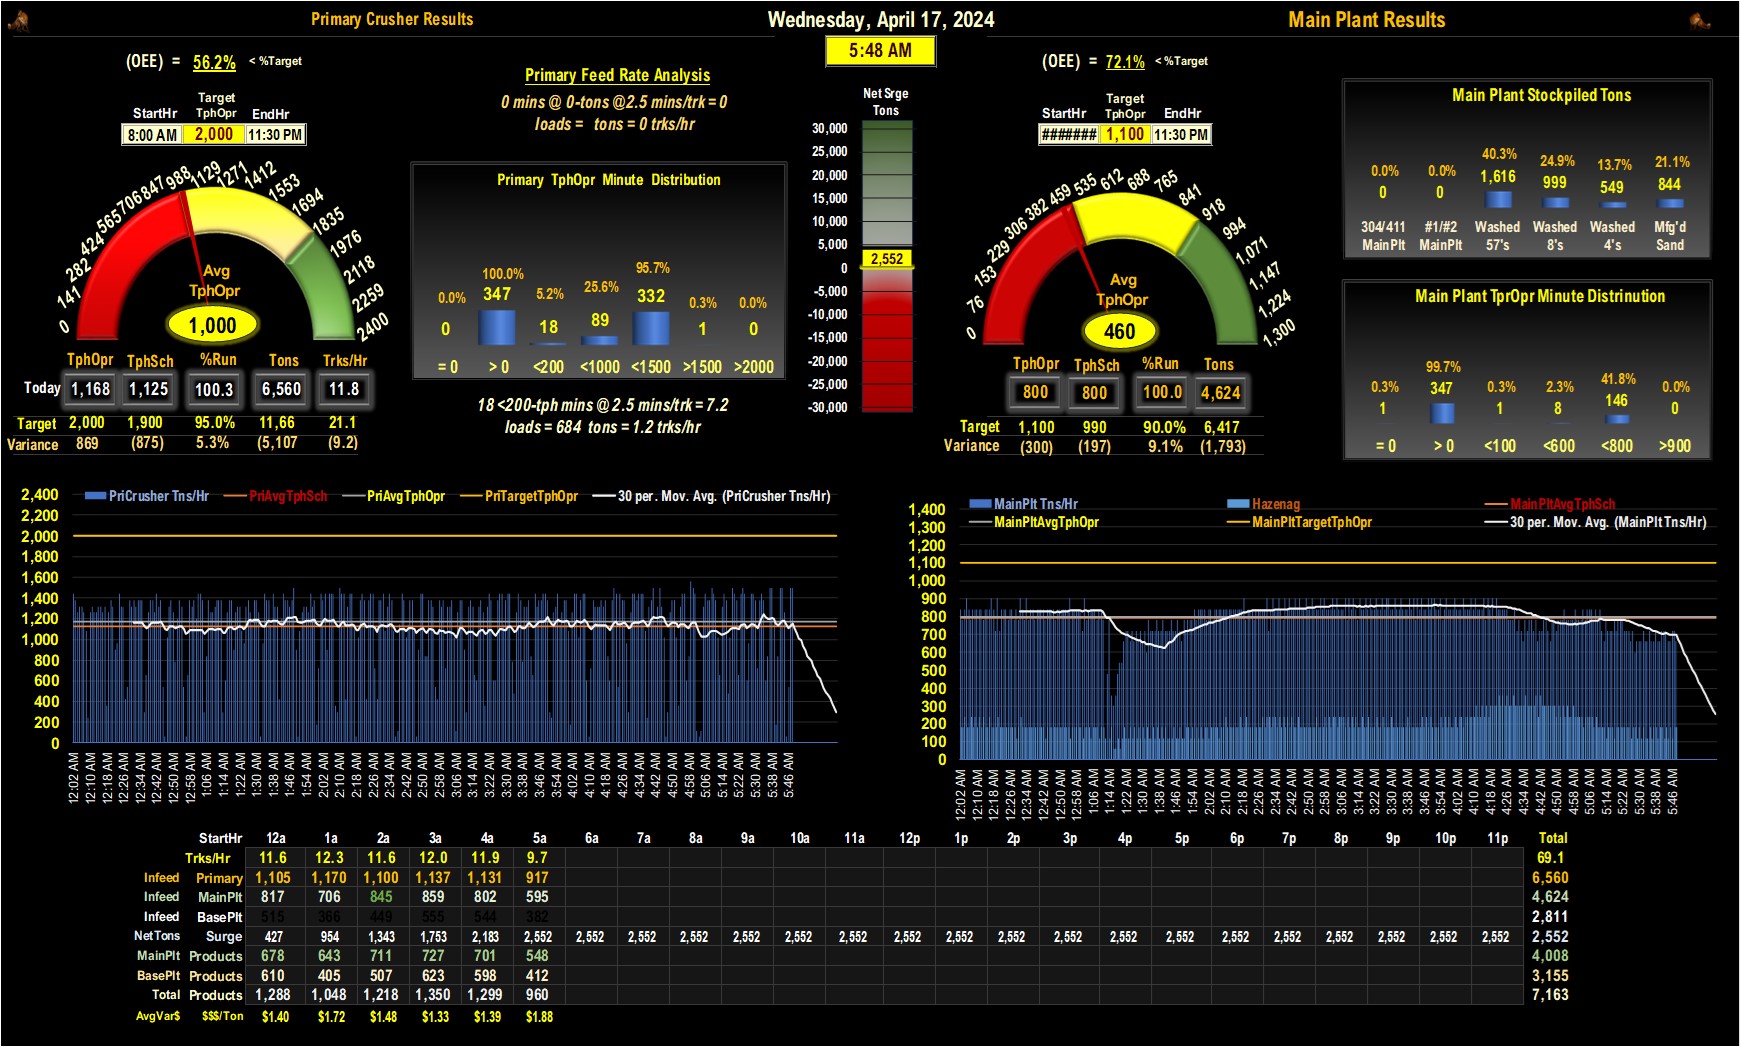 Primary Crusher Results
Wednesday, April 17, 2024
Main Plant Results
5:48 AM
(OEE) = 56.2% < %Target
StartHr Target TphOpr EndHr
8:00 AM 2,000 11:30 PM
0 141 282 424 565 706 847 988 1129 1271 1412 1553 1694 1835 1976 2118 2259 2400
Avg
TphOpr
1,000
TphOpr TphSch %Run Tons Trks/Hr
Today 1,168 1,125 100.3 6,560 11.8
Target 2,000 1,900 95.0% 11,66 21.1
Variance 869 (875) 5.3% (5,107 (9.2)
Primary Feed Rate Analysis
0 mins @ 0-tons @2.5 mins/trk = 0
loads = tons = 0 trks/hr
Primary TphOpr Minute Distribution
0.0% 100.0% 5.2% 25.6% 95.7% 0.3% 0.0%
0 347 18 89 332 1 0
= 0 > 0 <200 <1000 <1500 >1500 >2000
18 <200-tph mins @ 2.5 mins/trk = 7.2
loads = 684 tons = 1.2 trks/hr
Net Srge
Tons
30,000
25,000
20,000
15,000
10,000
5,000
2,552
0
-5,000
-10,000
-15,000
-20,000
-25,000
-30,000
(OEE) = 72.1% < %Target
StartHr Target TphOpr EndHr
####### 1,100 11:30 PM
0 76 153 229 306 382 459 535 612 688 765 841 918 994 1,071 1,147 1,224 1,300
Avg
TphOpr
460
TphOpr TphSch %Run Tons
800 800 100.0 4,624
Target 1,100 990 90.0% 6,417
Variance (300) (197) 9.1% (1,793)
Main Plant Stockpiled Tons
0.0% 0.0% 40.3% 24.9% 13.7% 21.1%
0 0 1,616 999 549 844
304/411 #1/#2 Washed Washed Washed Mfg'd
MainPlt MainPlt 57's 8's 4's Sand
Main Plant TprOpr Minute Distrinution
0.3% 99.7% 0.3% 2.3% 41.8% 0.0%
1 347 1 8 146 0
= 0 > 0 <100 <600 <800 >900
PriCrusher Tns/Hr PriAvgTphSch PriAvgTphOpr PriTargetTphOpr 30 per. Mov. Avg. (PriCrusher Tns/Hr)
2,400
2,200
2,000
1,800
1,600
1,400
1,200
1,000
800
600
400
200
0
12:02 AM 12:10 AM 12:18 AM 12:26 AM 12:34 AM 12:42 AM 12:50 AM 12:58 AM 1:06 AM 1:14 AM 1:22 AM 1:30 AM 1:38 AM 1:46 AM 1:54 AM 2:02 AM 2:10 AM 2:18 AM 2:26 AM 2:34 AM 2:42 AM 2:50 AM 2:58 AM 3:06 AM 3:14 AM 3:22 AM 3:30 AM 3:38 AM 3:46 AM 3:54 AM 4:02 AM 4:10 AM 4:18 AM 4:26 AM 4:34 AM 4:42 AM 4:50 AM 4:58 AM 5:06 AM 5:14 AM 5:22 AM 5:30 AM 5:38 AM 5:46 AM
MainPlt Tns/Hr Hazenag MainPltAvgTphSch
MainPltAvgTphOpr MainPltTargetTphOpr 30 per. Mov. Avg. (MainPlt Tns/Hr)
1,400
1,300
1,200
1,100
1,000
900
800
700
600
500
400
300
200
100
0
12:02 AM 12:10 AM 12:18 AM 12:26 AM 12:34 AM 12:42 AM 12:50 AM 12:58 AM 1:06 AM 1:14 AM 1:22 AM 1:30 AM 1:38 AM 1:46 AM 1:54 AM 2:02 AM 2:10 AM 2:18 AM 2:26 AM 2:34 AM 2:42 AM 2:50 AM 2:58 AM 3:06 AM 3:14 AM 3:22 AM 3:30 AM 3:38 AM 3:46 AM 3:54 AM 4:02 AM 4:10 AM 4:18 AM 4:26 AM 4:34 AM 4:42 AM 4:50 AM 4:58 AM 5:06 AM 5:14 AM 5:22 AM 5:30 AM 5:38 AM 5:46 AM
StartHr 12a 1a 2a 3a 4a 5a 6a 7a 8a 9a 10a 11a 12p 1p 2p 3p 4p 5p 6p 7p 8p 9p 10p 11p Total
Trks/Hr 11.6 12.3 11.6 12.0 11.9 9.7 69.1
Infeed Primary 1,105 1,170 1,100 1,137 1,131 917 6,560
Infeed MainPlt 817 706 845 859 802 595 4,624
Infeed BasePlt 515 366 449 555 544 382 2,811
NetTons Surge 427 954 1,343 1,753 2,183 2,552 2,552 2,552 2,552 2,552 2,552 2,552 2,552 2,552 2,552 2,552 2,552 2,552 2,552 2,552 2,552 2,552 2,552 2,552 2,552
MainPlt Products 678 643 711 727 701 548 4,008
BasePlt Products 610 405 507 623 598 412 3,155
Total Products 1,288 1,048 1,218 1,350 1,299 960 7,163
AvgVar$ $$$/Ton $1.40 $1.72 $1.48 $1.33 $1.39 $1.88